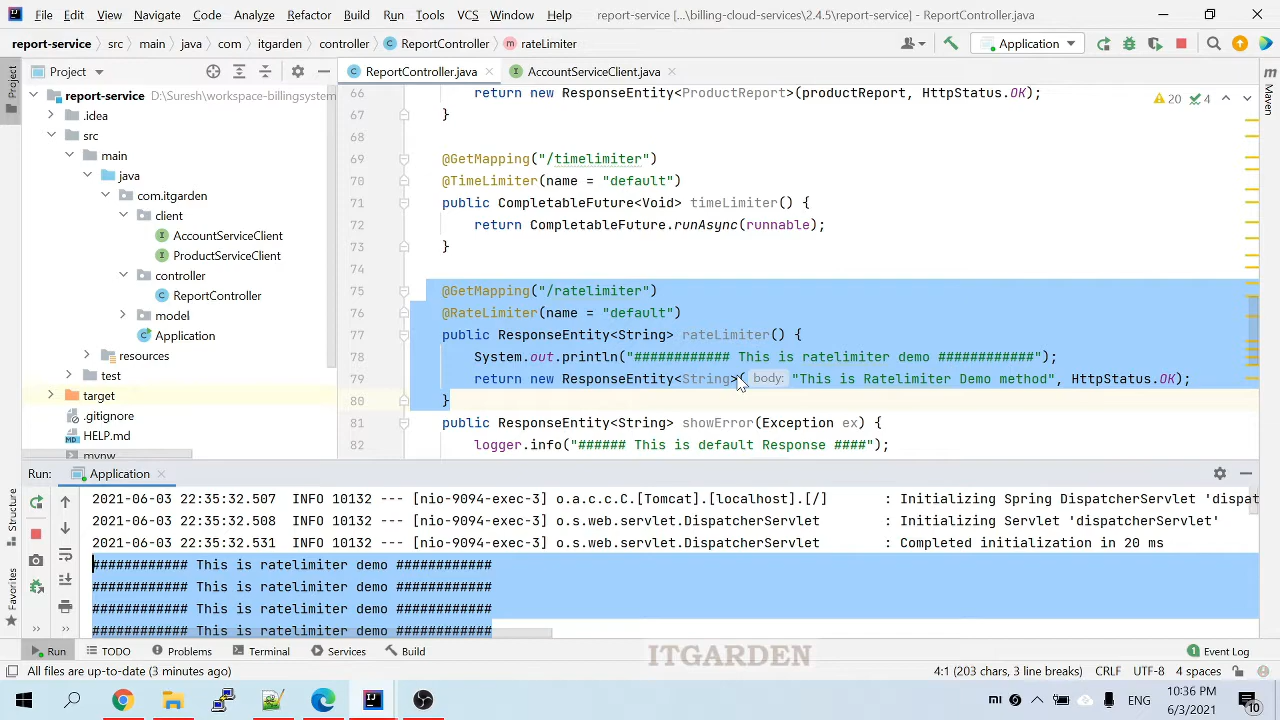 File Edit View Navigate Code Analyze Refactor Build Run Tools VCS Window Help report-service [...\billing-cloud-services\2.4.5\report-service] - ReportController.java
report-service src main java com itgarden controller ReportController rateLimiter Application
Project
ReportController.java AccountServiceClient.java
Project
Maven
Structure
Favorites
report-service D:\Suresh\workspace-billingsystem
.idea
src
main
java
com.itgarden
client
AccountServiceClient
ProductServiceClient
controller
ReportController
model
Application
resources
test
target
.gitignore
HELP.md
mvnw
20 4
66 return new ResponseEntity<ProductReport>(productReport, HttpStatus.OK);
67 }
68
69 @GetMapping("/timelimiter")
70 @TimeLimiter(name = "default")
71 public CompletableFuture<Void> timeLimiter() {
72 return CompletableFuture.runAsync(runnable);
73 }
74
75 @GetMapping("/ratelimiter")
76 @RateLimiter(name = "default")
77 public ResponseEntity<String> rateLimiter() {
78 System.out.println("############ This is ratelimiter demo ############");
79 return new ResponseEntity<String>( body: "This is Ratelimiter Demo method", HttpStatus.OK);
80 }
81 public ResponseEntity<String> showError(Exception ex) {
82 logger.info("###### This is default Response ####");
Run: Application
2021-06-03 22:35:32.507 INFO 10132 --- [nio-9094-exec-3] o.a.c.c.C.[Tomcat].[localhost].[/] : Initializing Spring DispatcherServlet 'dispat
2021-06-03 22:35:32.508 INFO 10132 --- [nio-9094-exec-3] o.s.web.servlet.DispatcherServlet : Initializing Servlet 'dispatcherServlet'
2021-06-03 22:35:32.531 INFO 10132 --- [nio-9094-exec-3] o.s.web.servlet.DispatcherServlet : Completed initialization in 20 ms
############ This is ratelimiter demo ############
############ This is ratelimiter demo ############
############ This is ratelimiter demo ############
############ This is ratelimiter demo ############
Run TODO Problems Terminal Services Build Event Log
ITGARDEN
All files are up-to-date (3 minutes ago) 4:1 (203 chars, 3 line breaks) CRLF UTF-8 4 spaces
ENG
10:36 PM
6/3/2021
10